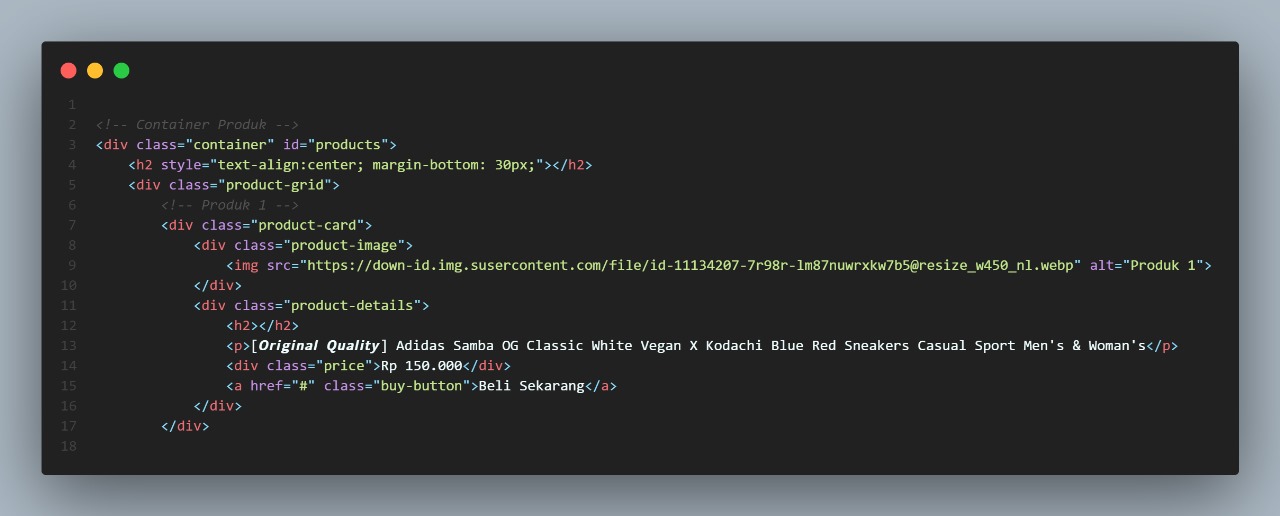 1
2 <!-- Container Produk -->
3 <div class="container" id="products">
4 <h2 style="text-align:center; margin-bottom: 30px;"></h2>
5 <div class="product-grid">
6 <!-- Produk 1 -->
7 <div class="product-card">
8 <div class="product-image">
9 <img src="https://down-id.img.susercontent.com/file/id-11134207-7r98r-lm87nuwrxkw7b5@resize_w450_nl.webp" alt="Produk 1">
10 </div>
11 <div class="product-details">
12 <h2></h2>
13 <p>[𝑶𝒓𝒊𝒈𝒊𝒏𝒂𝒍 𝑸𝒖𝒂𝒍𝒊𝒕𝒚] Adidas Samba OG Classic White Vegan X Kodachi Blue Red Sneakers Casual Sport Men's & Woman's</p>
14 <div class="price">Rp 150.000</div>
15 <a href="#" class="buy-button">Beli Sekarang</a>
16 </div>
17 </div>
18